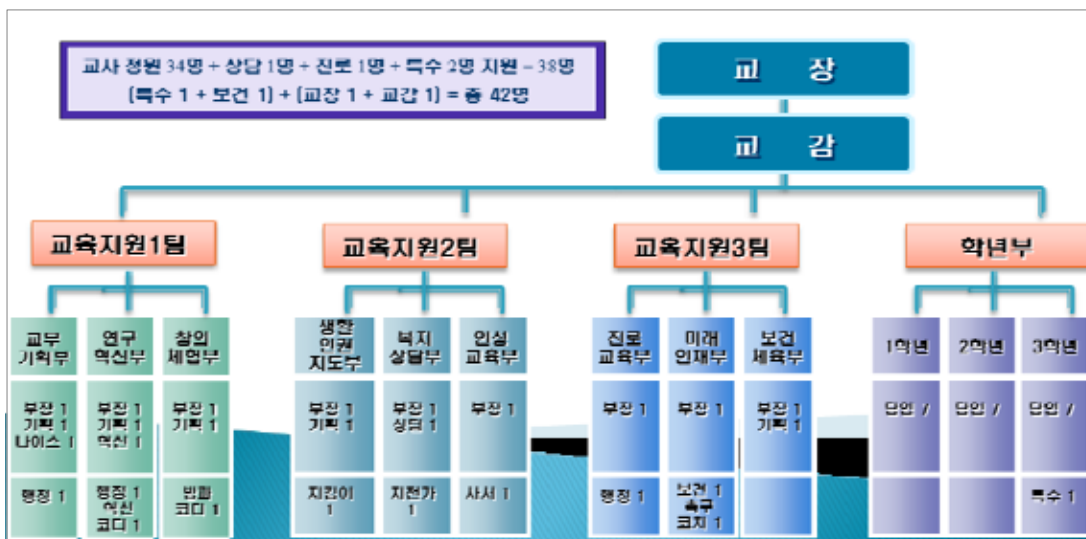 교사 정원 34명 + 상담 1명 + 진로 1명 + 특수 2명 지원 - 38명
(특수 1 + 보건 1) + (교장 1 + 교감 1) = 총 42명
교 장
교 감
교육지원1팀
교육지원2팀
교육지원3팀
학년부
교무
기획부
연구
혁신부
창의
체험부
생활
인권
지도부
복지
상담부
인성
교육부
진로
교육부
미래
인재부
보건
체육부
1학년
2학년
3학년
부장 1
기획 1
나이스 1
부장 1
기획 1
혁신 1
부장 1
기획 1
부장 1
기획 1
부장 1
상담 1
부장 1
부장 1
부장 1
부장 1
기획 1
담임 7
담임 7
담임 7
행정 1
행정 1
혁신
코디 1
방과
코디 1
지킴이
1
지전가
1
사서 1
행정 1
보건 1
축구
코치 1
특수 1